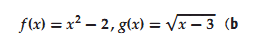 f(x) = x² − 2, g(x) = √(x − 3) (b